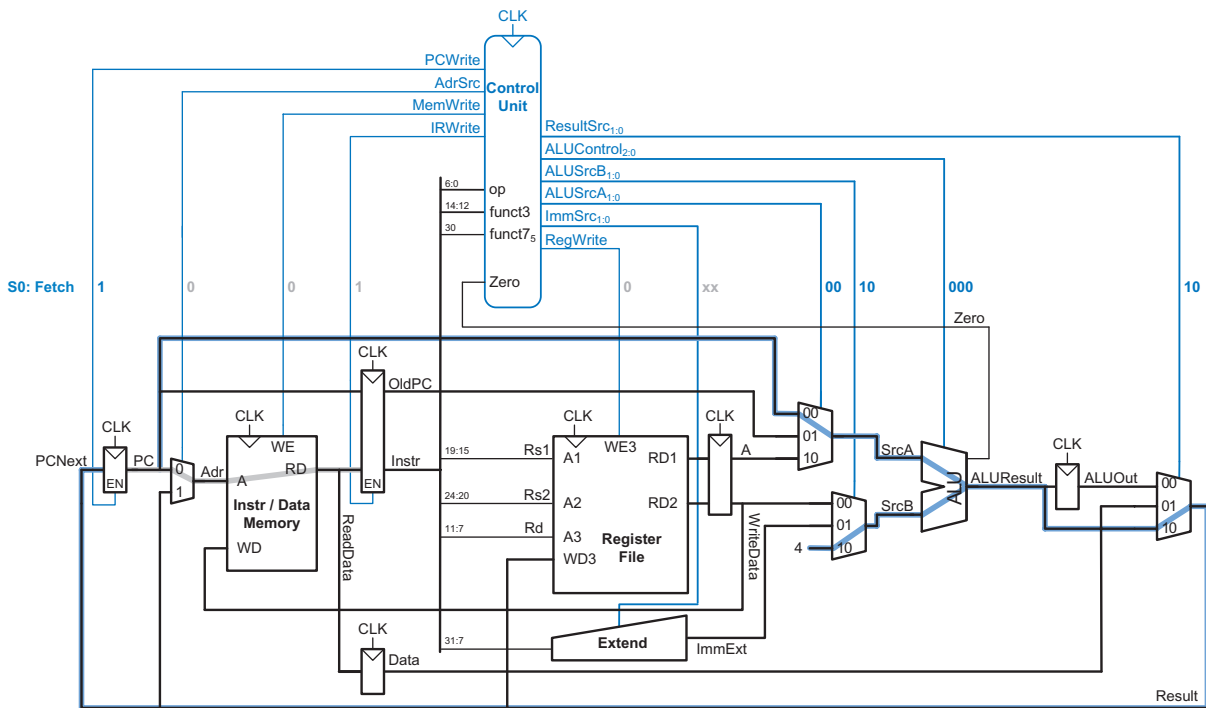 CLK
PCWrite
AdrSrc
MemWrite
IRWrite
Control
Unit
ResultSrc1:0
ALUControl2:0
ALUSrcB1:0
ALUSrcA1:0
ImmSrc1:0
RegWrite
6:0 op
14:12 funct3
30 funct75
Zero
S0: Fetch 1 0 0 1 0 xx 00 10 000 10
Zero
CLK
OldPC
CLK
CLK
CLK
CLK
CLK
CLK
PCNext
EN
PC
0
1
Adr
WE
A
RD
Instr / Data
Memory
WD
ReadData
EN
Instr
19:15 Rs1
24:20 Rs2
11:7 Rd
A1
A2
A3
WD3
WE3
RD1
RD2
Register
File
A
WriteData
00
01
10
SrcA
00
01
4
10
SrcB
ALU
ALUResult
ALUOut
00
01
10
31:7
Extend
ImmExt
CLK
Data
Result